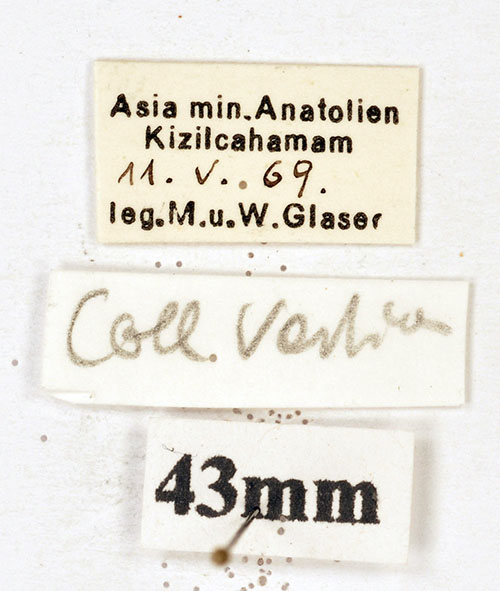 Asia min. Anatolien
Kizilcahamam
11. V. 69.
leg. M. u. W. Glaser
Coll.
43mm